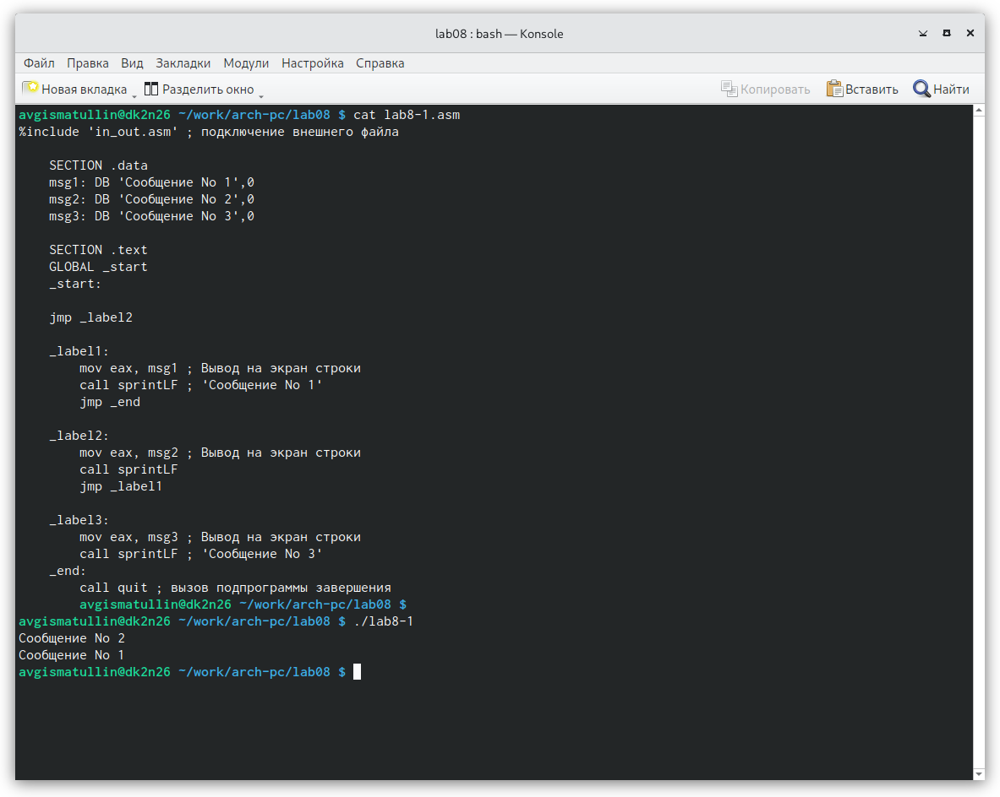 lab08 : bash — Konsole
Файл Правка Вид Закладки Модули Настройка Справка
Новая вкладка Разделить окно Копировать Вставить Найти
avgismatullin@dk2n26 ~/work/arch-pc/lab08 $ cat lab8-1.asm
%include 'in_out.asm' ; подключение внешнего файла
SECTION .data
msg1: DB 'Сообщение No 1',0
msg2: DB 'Сообщение No 2',0
msg3: DB 'Сообщение No 3',0
SECTION .text
GLOBAL _start
_start:
jmp _label2
_label1:
mov eax, msg1 ; Вывод на экран строки
call sprintLF ; 'Сообщение No 1'
jmp _end
_label2:
mov eax, msg2 ; Вывод на экран строки
call sprintLF
jmp _label1
_label3:
mov eax, msg3 ; Вывод на экран строки
call sprintLF ; 'Сообщение No 3'
_end:
call quit ; вызов подпрограммы завершения
avgismatullin@dk2n26 ~/work/arch-pc/lab08 $
avgismatullin@dk2n26 ~/work/arch-pc/lab08 $ ./lab8-1
Сообщение No 2
Сообщение No 1
avgismatullin@dk2n26 ~/work/arch-pc/lab08 $